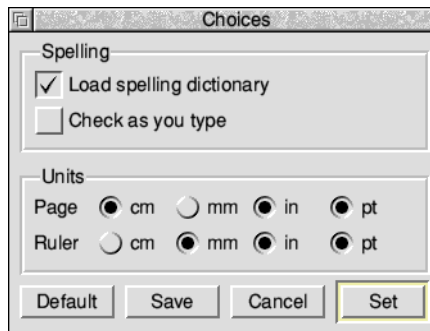 Choices
Spelling
Load spelling dictionary
Check as you type
Units
Page cm mm in pt
Ruler cm mm in pt
Default Save Cancel Set